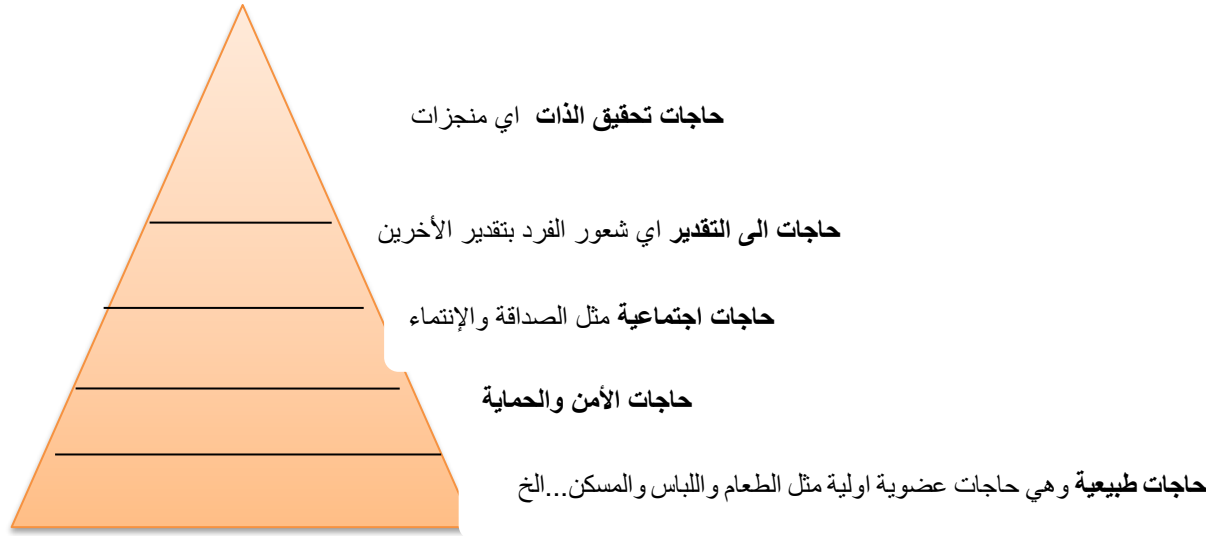 حاجات تحقيق الذات اي منجزات
حاجات الى التقدير اي شعور الفرد بتقدير الأخرين
حاجات اجتماعية مثل الصداقة والإنتماء
حاجات الأمن والحماية
حاجات طبيعية وهي حاجات عضوية اولية مثل الطعام واللباس والمسكن...الخ